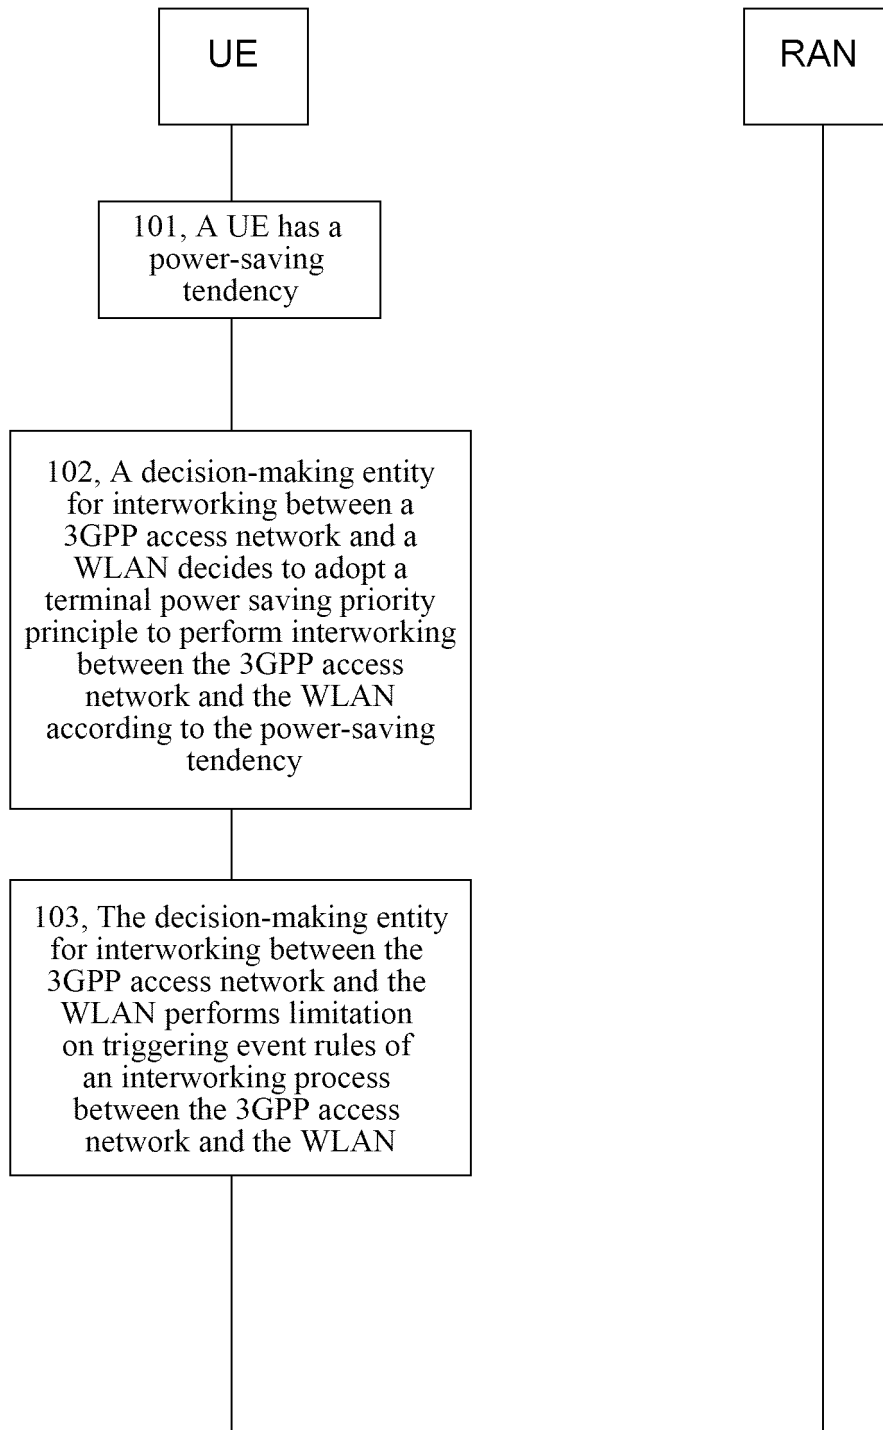 UE
RAN
101, A UE has a
power-saving
tendency
102, A decision-making entity
for interworking between a
3GPP access network and a
WLAN decides to adopt a
terminal power saving priority
principle to perform interworking
between the 3GPP access
network and the WLAN
according to the power-saving
tendency
103, The decision-making entity
for interworking between the
3GPP access network and the
WLAN performs limitation
on triggering event rules of
an interworking process
between the 3GPP access
network and the WLAN